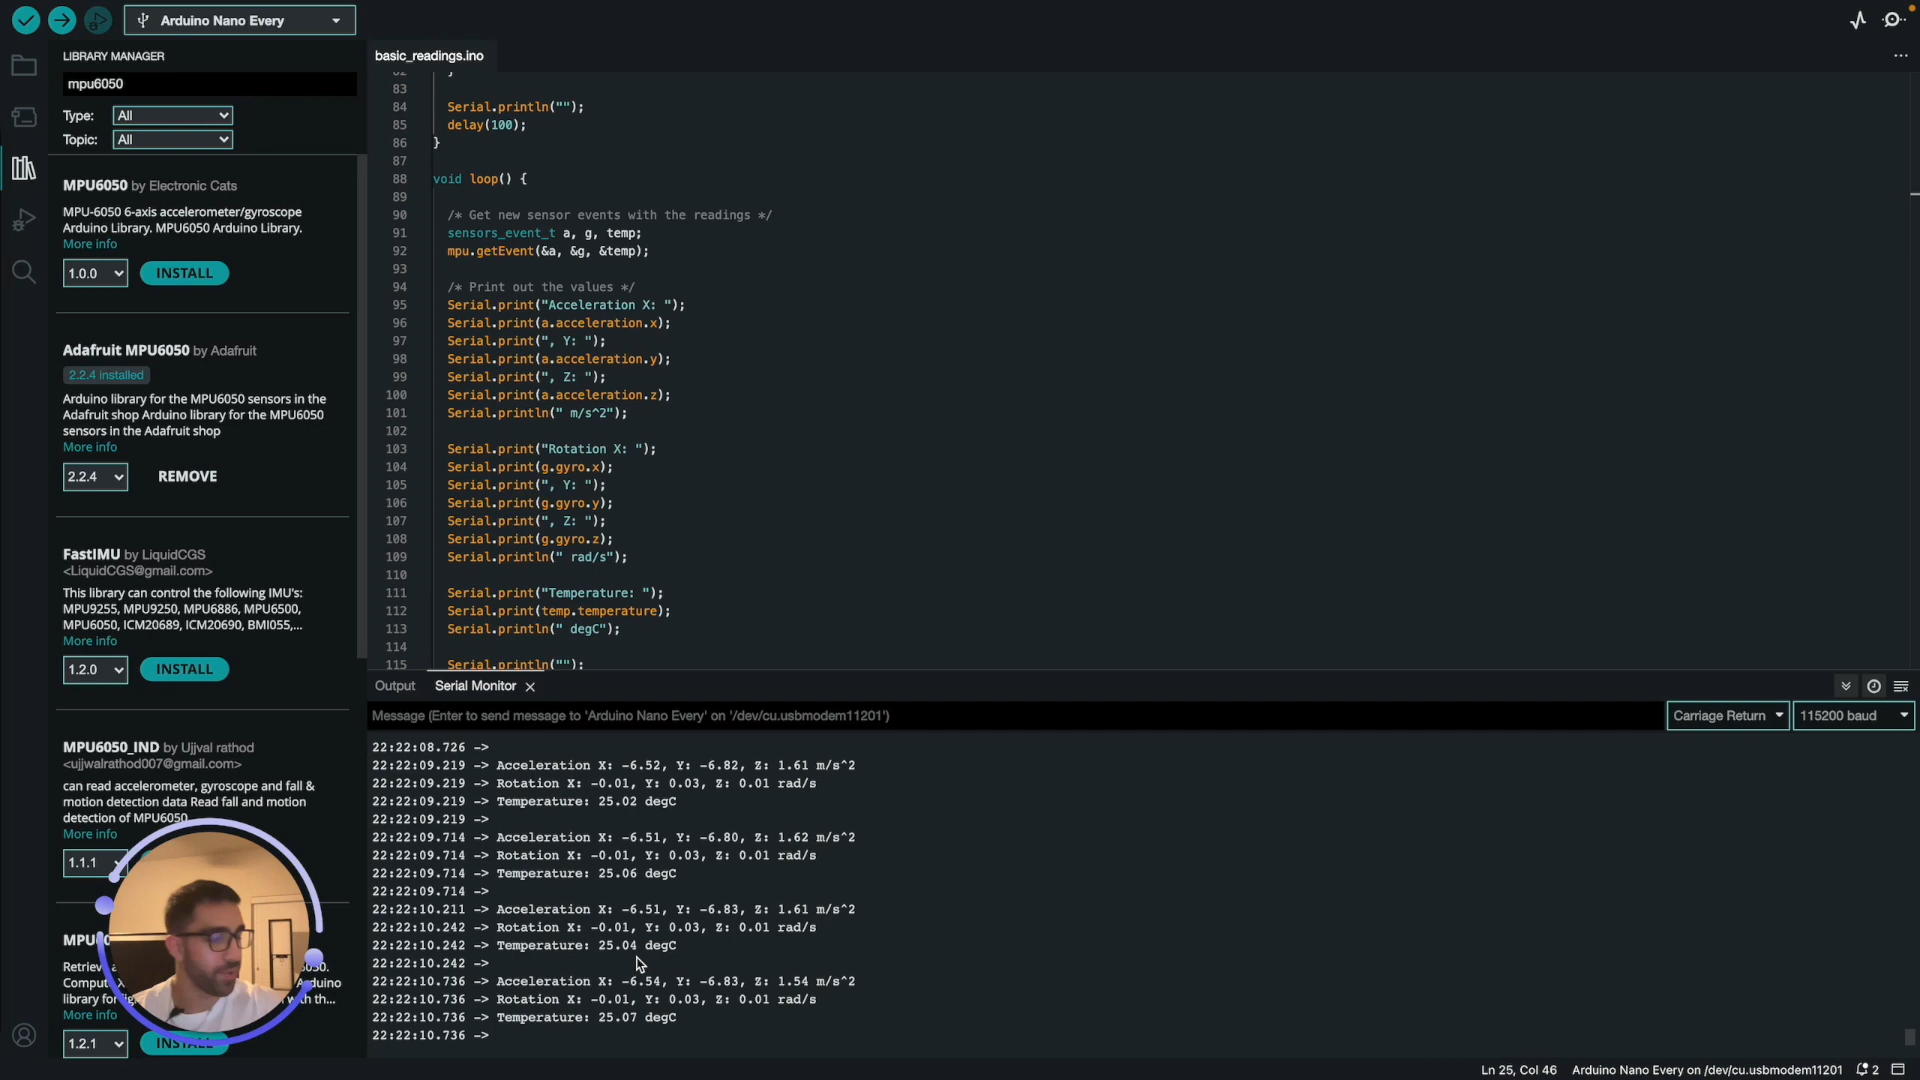 Arduino Nano Every
LIBRARY MANAGER
mpu6050
Type: All
Topic: All
MPU6050 by Electronic Cats
MPU-6050 6-axis accelerometer/gyroscope
Arduino Library. MPU6050 Arduino Library.
More info
1.0.0 INSTALL
Adafruit MPU6050 by Adafruit
2.2.4 installed
Arduino library for the MPU6050 sensors in the
Adafruit shop Arduino library for the MPU6050
sensors in the Adafruit shop
More info
2.2.4 REMOVE
FastIMU by LiquidCGS
<LiquidCGS@gmail.com>
This library can control the following IMU's:
MPU9255, MPU9250, MPU6886, MPU6500,
MPU6050, ICM20689, ICM20690, BMI055,...
More info
1.2.0 INSTALL
MPU6050_IND by Ujjval rathod
<ujjwalrathod007@gmail.com>
can read accelerometer, gyroscope and fall &
motion detection data Read fall and motion
detection of MPU6050
More info
1.1.1
Arduino
More info
1.2.1 INSTALL
basic_readings.ino
82 }
83
84 Serial.println("");
85 delay(100);
86 }
87
88 void loop() {
89
90 /* Get new sensor events with the readings */
91 sensors_event_t a, g, temp;
92 mpu.getEvent(&a, &g, &temp);
93
94 /* Print out the values */
95 Serial.print("Acceleration X: ");
96 Serial.print(a.acceleration.x);
97 Serial.print(", Y: ");
98 Serial.print(a.acceleration.y);
99 Serial.print(", Z: ");
100 Serial.print(a.acceleration.z);
101 Serial.println(" m/s^2");
102
103 Serial.print("Rotation X: ");
104 Serial.print(g.gyro.x);
105 Serial.print(", Y: ");
106 Serial.print(g.gyro.y);
107 Serial.print(", Z: ");
108 Serial.print(g.gyro.z);
109 Serial.println(" rad/s");
110
111 Serial.print("Temperature: ");
112 Serial.print(temp.temperature);
113 Serial.println(" degC");
114
115 Serial.println("");
Output Serial Monitor
Message (Enter to send message to 'Arduino Nano Every' on '/dev/cu.usbmodem11201')
Carriage Return 115200 baud
22:22:08.726 ->
22:22:09.219 -> Acceleration X: -6.52, Y: -6.82, Z: 1.61 m/s^2
22:22:09.219 -> Rotation X: -0.01, Y: 0.03, Z: 0.01 rad/s
22:22:09.219 -> Temperature: 25.02 degC
22:22:09.219 ->
22:22:09.714 -> Acceleration X: -6.51, Y: -6.80, Z: 1.62 m/s^2
22:22:09.714 -> Rotation X: -0.01, Y: 0.03, Z: 0.01 rad/s
22:22:09.714 -> Temperature: 25.06 degC
22:22:09.714 ->
22:22:10.211 -> Acceleration X: -6.51, Y: -6.83, Z: 1.61 m/s^2
22:22:10.242 -> Rotation X: -0.01, Y: 0.03, Z: 0.01 rad/s
22:22:10.242 -> Temperature: 25.04 degC
22:22:10.242 ->
22:22:10.736 -> Acceleration X: -6.54, Y: -6.83, Z: 1.54 m/s^2
22:22:10.736 -> Rotation X: -0.01, Y: 0.03, Z: 0.01 rad/s
22:22:10.736 -> Temperature: 25.07 degC
22:22:10.736 ->
Ln 25, Col 46 Arduino Nano Every on /dev/cu.usbmodem11201 2